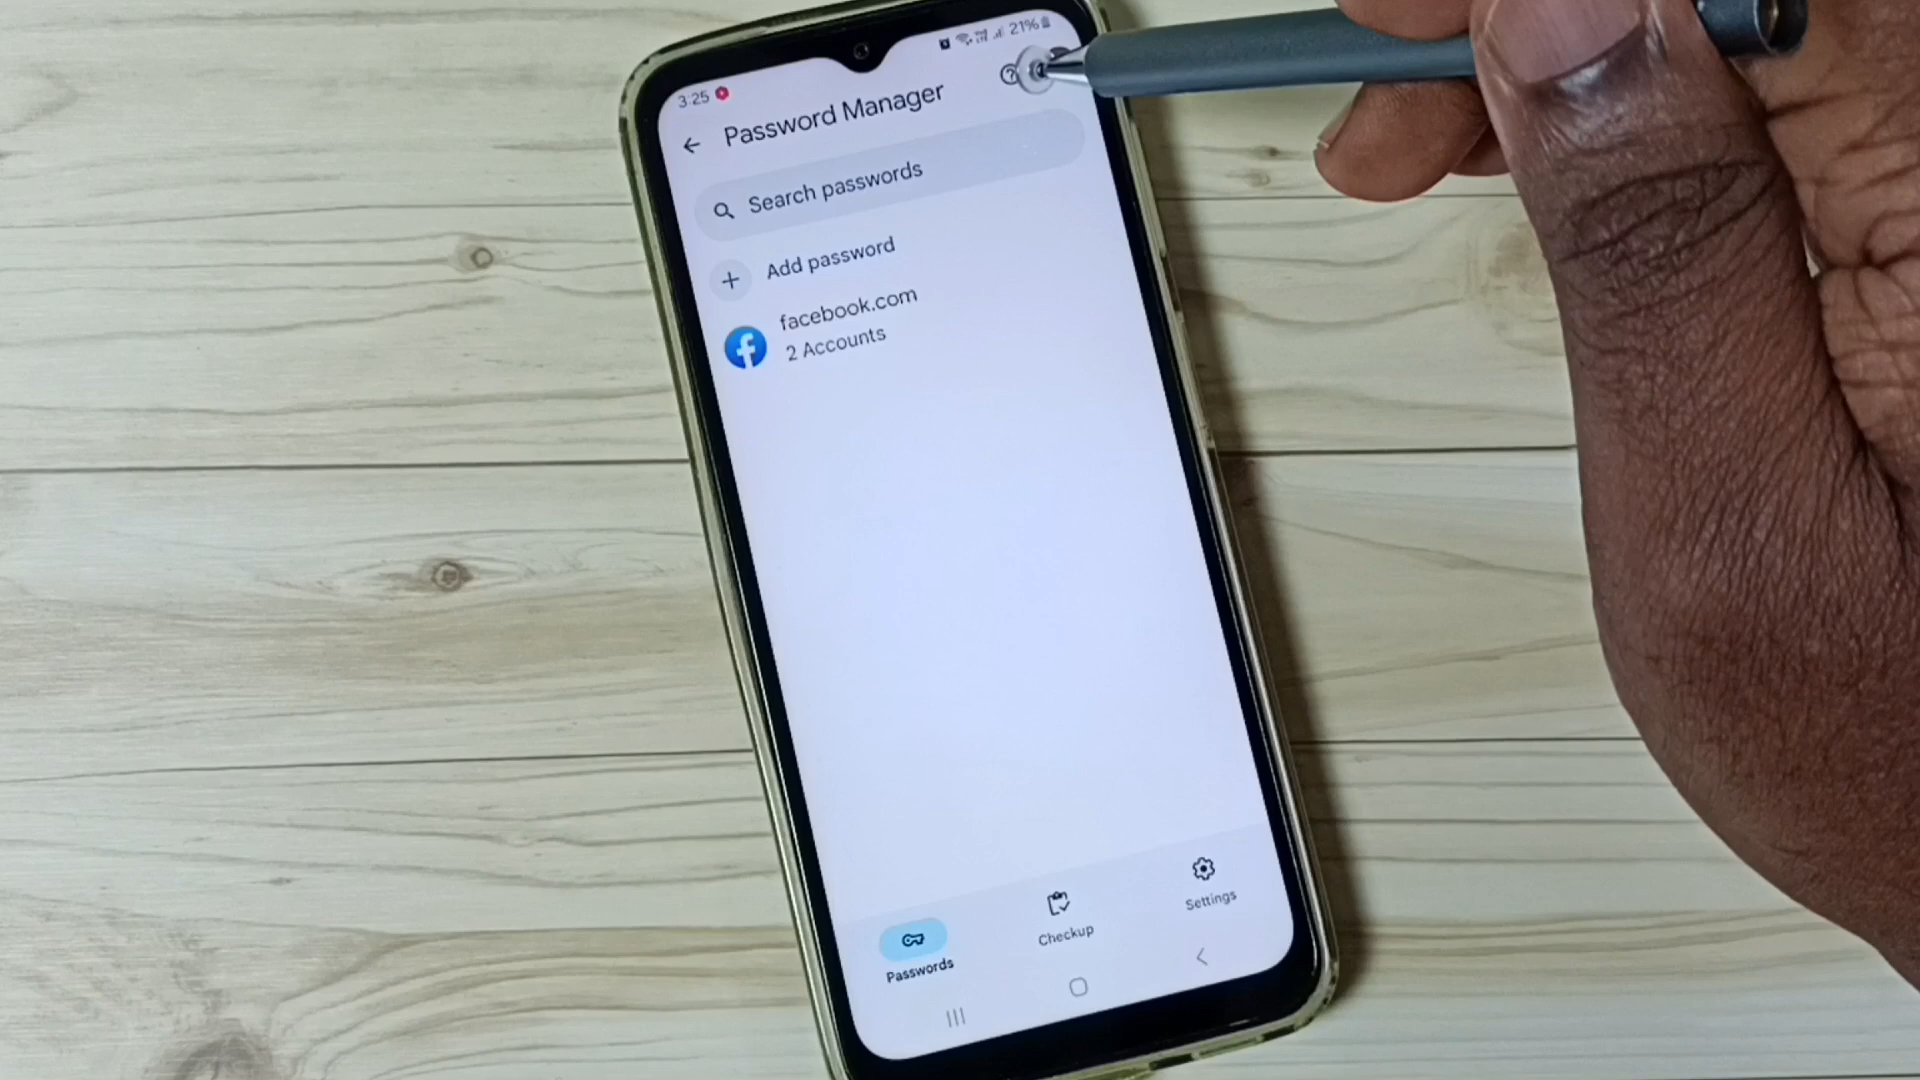 3:25
21%
Password Manager
Search passwords
Add password
facebook.com
2 Accounts
Passwords
Checkup
Settings